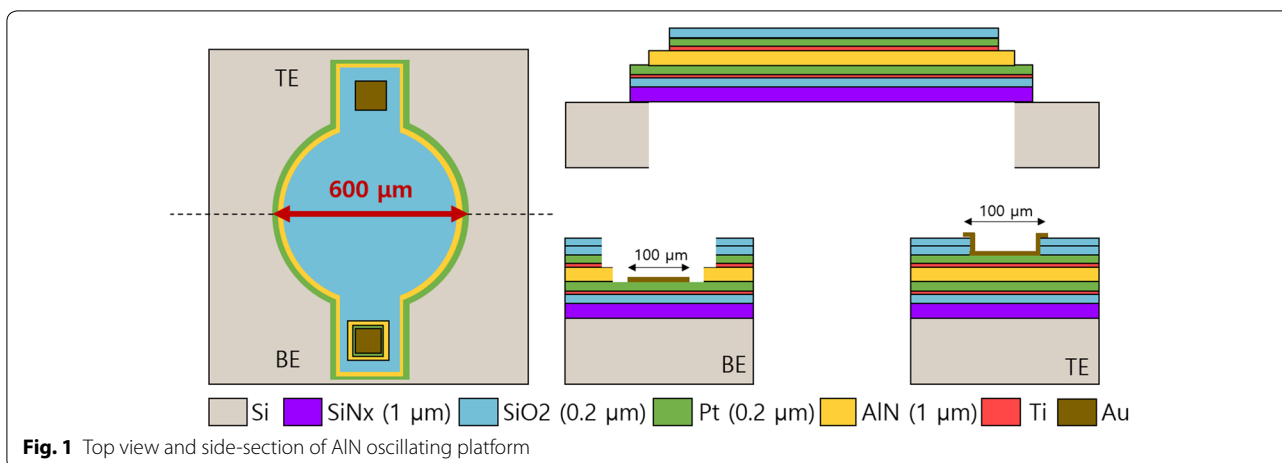 TE
600 μm
BE
100 μm
BE
100 μm
TE
Si SiNx (1 μm) SiO2 (0.2 μm) Pt (0.2 μm) AlN (1 μm) Ti Au
Fig. 1 Top view and side-section of AlN oscillating platform